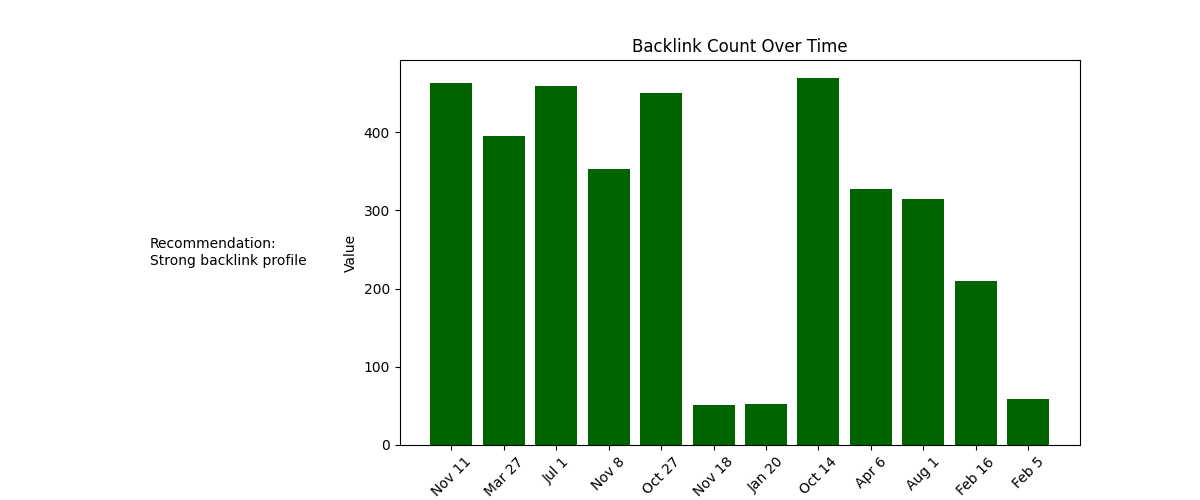 Backlink Count Over Time
Recommendation:
Strong backlink profile
Value
400
300
200
100
0
Nov 11
Mar 27
Jul 1
Nov 8
Oct 27
Nov 18
Jan 20
Oct 14
Apr 6
Aug 1
Feb 16
Feb 5